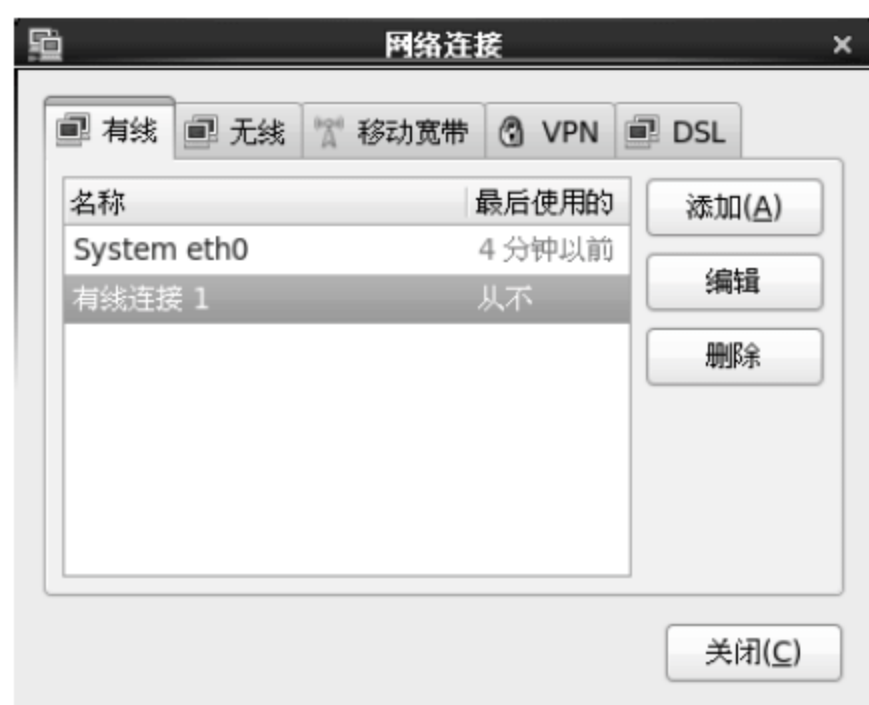 网络连接
有线 无线 移动宽带 VPN DSL
名称 最后使用的
添加(A)
System eth0 4 分钟以前
编辑
有线连接 1 从不
删除
关闭(C)